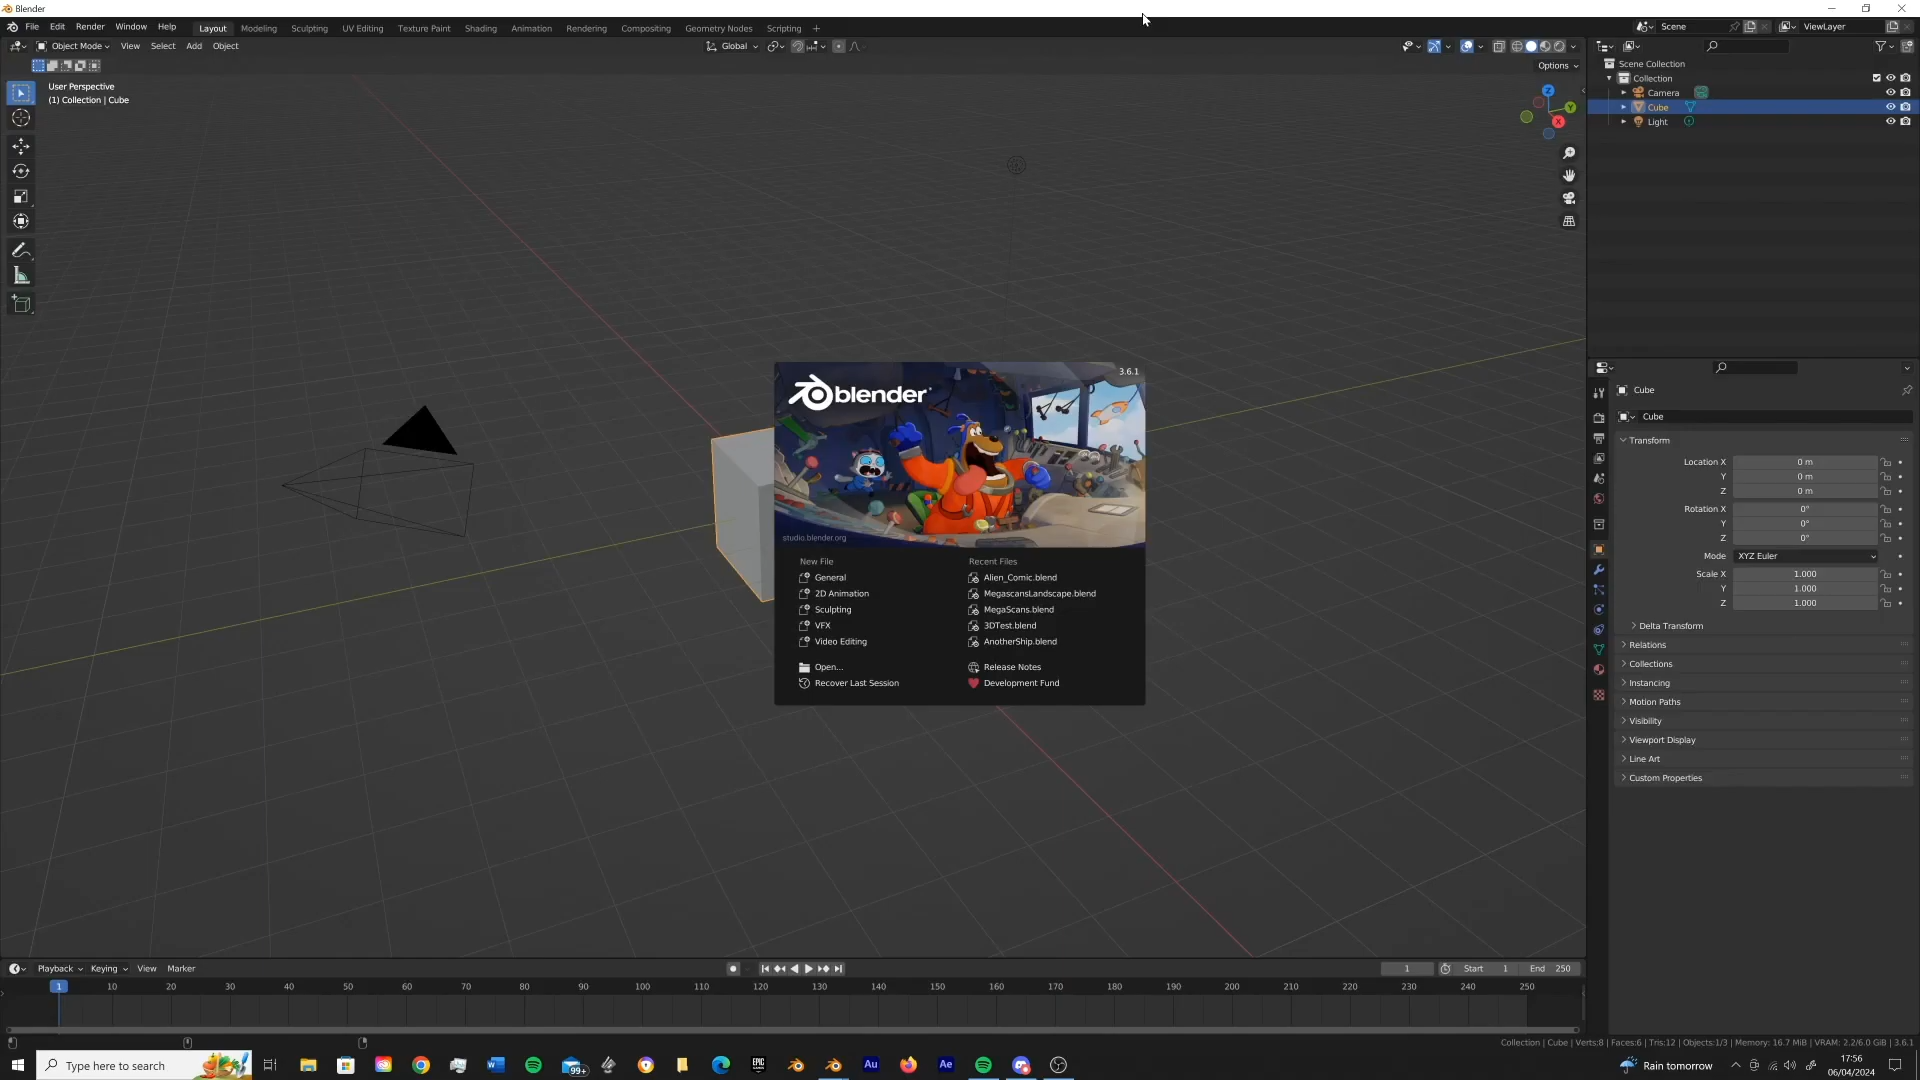 Blender
File Edit Render Window Help Layout Modeling Sculpting UV Editing Texture Paint Shading Animation Rendering Compositing Geometry Nodes Scripting + Scene ViewLayer
Object Mode View Select Add Object Global
Options
User Perspective
(1) Collection | Cube
Z
Y
X
Scene Collection
Collection
Camera
Cube
Light
3.6.1
blender
studio.blender.org
New File
General
2D Animation
Sculpting
VFX
Video Editing
Open...
Recover Last Session
Recent Files
Alien_Comic.blend
MegascansLandscape.blend
MegaScans.blend
3DTest.blend
AnotherShip.blend
Release Notes
Development Fund
Cube
Cube
Transform
Location X 0 m
Y 0 m
Z 0 m
Rotation X 0°
Y 0°
Z 0°
Mode XYZ Euler
Scale X 1.000
Y 1.000
Z 1.000
Delta Transform
Relations
Collections
Instancing
Motion Paths
Visibility
Viewport Display
Line Art
Custom Properties
Playback Keying View Marker 1 Start 1 End 250
1 10 20 30 40 50 60 70 80 90 100 110 120 130 140 150 160 170 180 190 200 210 220 230 240 250
Collection | Cube | Verts:8 | Faces:6 | Tris:12 | Objects:1/3 | Memory: 16.7 MiB | VRAM: 2.2/6.0 GiB | 3.6.1
Type here to search 99+ EPIC Au Ae Rain tomorrow
17:56
06/04/2024